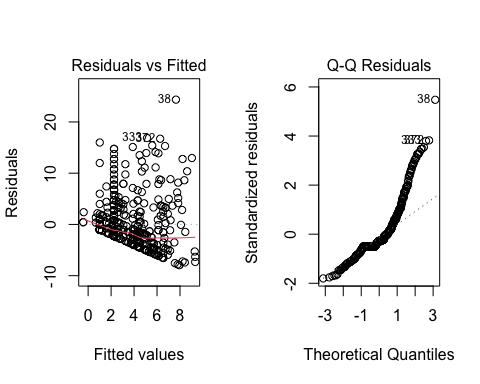 Residuals vs Fitted
Residuals
-10 0 10 20
38
0 2 4 6 8
Fitted values
Q-Q Residuals
Standardized residuals
-2 0 2 4 6
38
-3 -1 1 3
Theoretical Quantiles